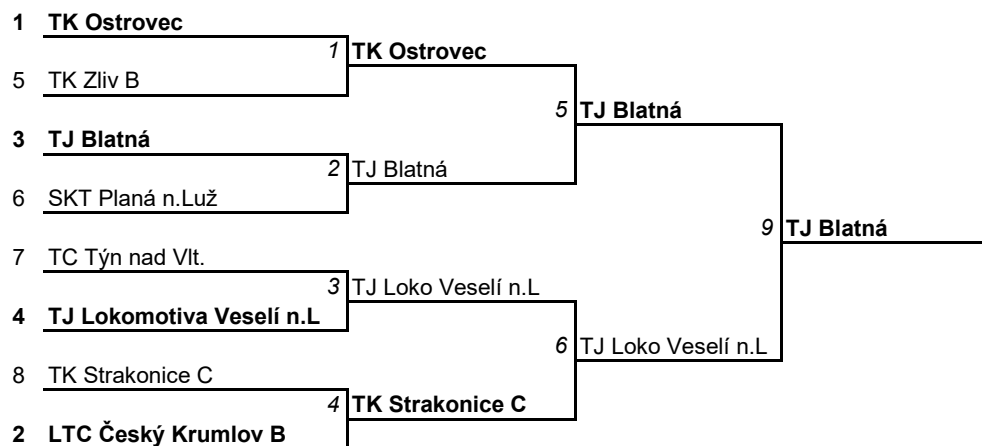 1 TK Ostrovec
1 TK Ostrovec
5 TK Zliv B
5 TJ Blatná
3 TJ Blatná
2 TJ Blatná
6 SKT Planá n.Luž
9 TJ Blatná
7 TC Týn nad Vlt.
3 TJ Loko Veselí n.L
4 TJ Lokomotiva Veselí n.L
6 TJ Loko Veselí n.L
8 TK Strakonice C
4 TK Strakonice C
2 LTC Český Krumlov B